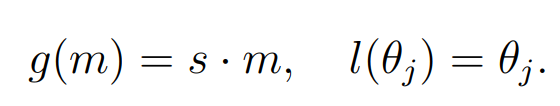 g(m) = s · m, l(θ_j) = θ_j.